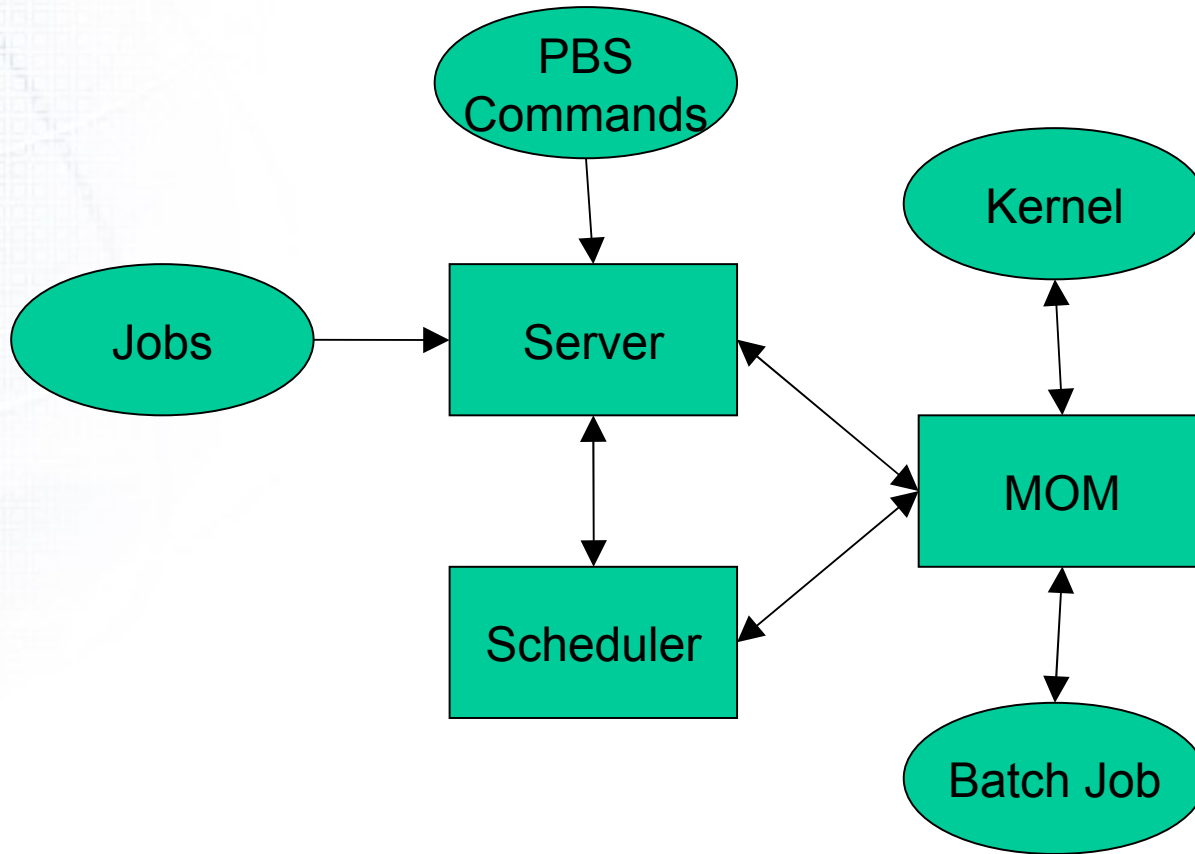 PBS
Commands
Kernel
Jobs
Server
MOM
Scheduler
Batch Job